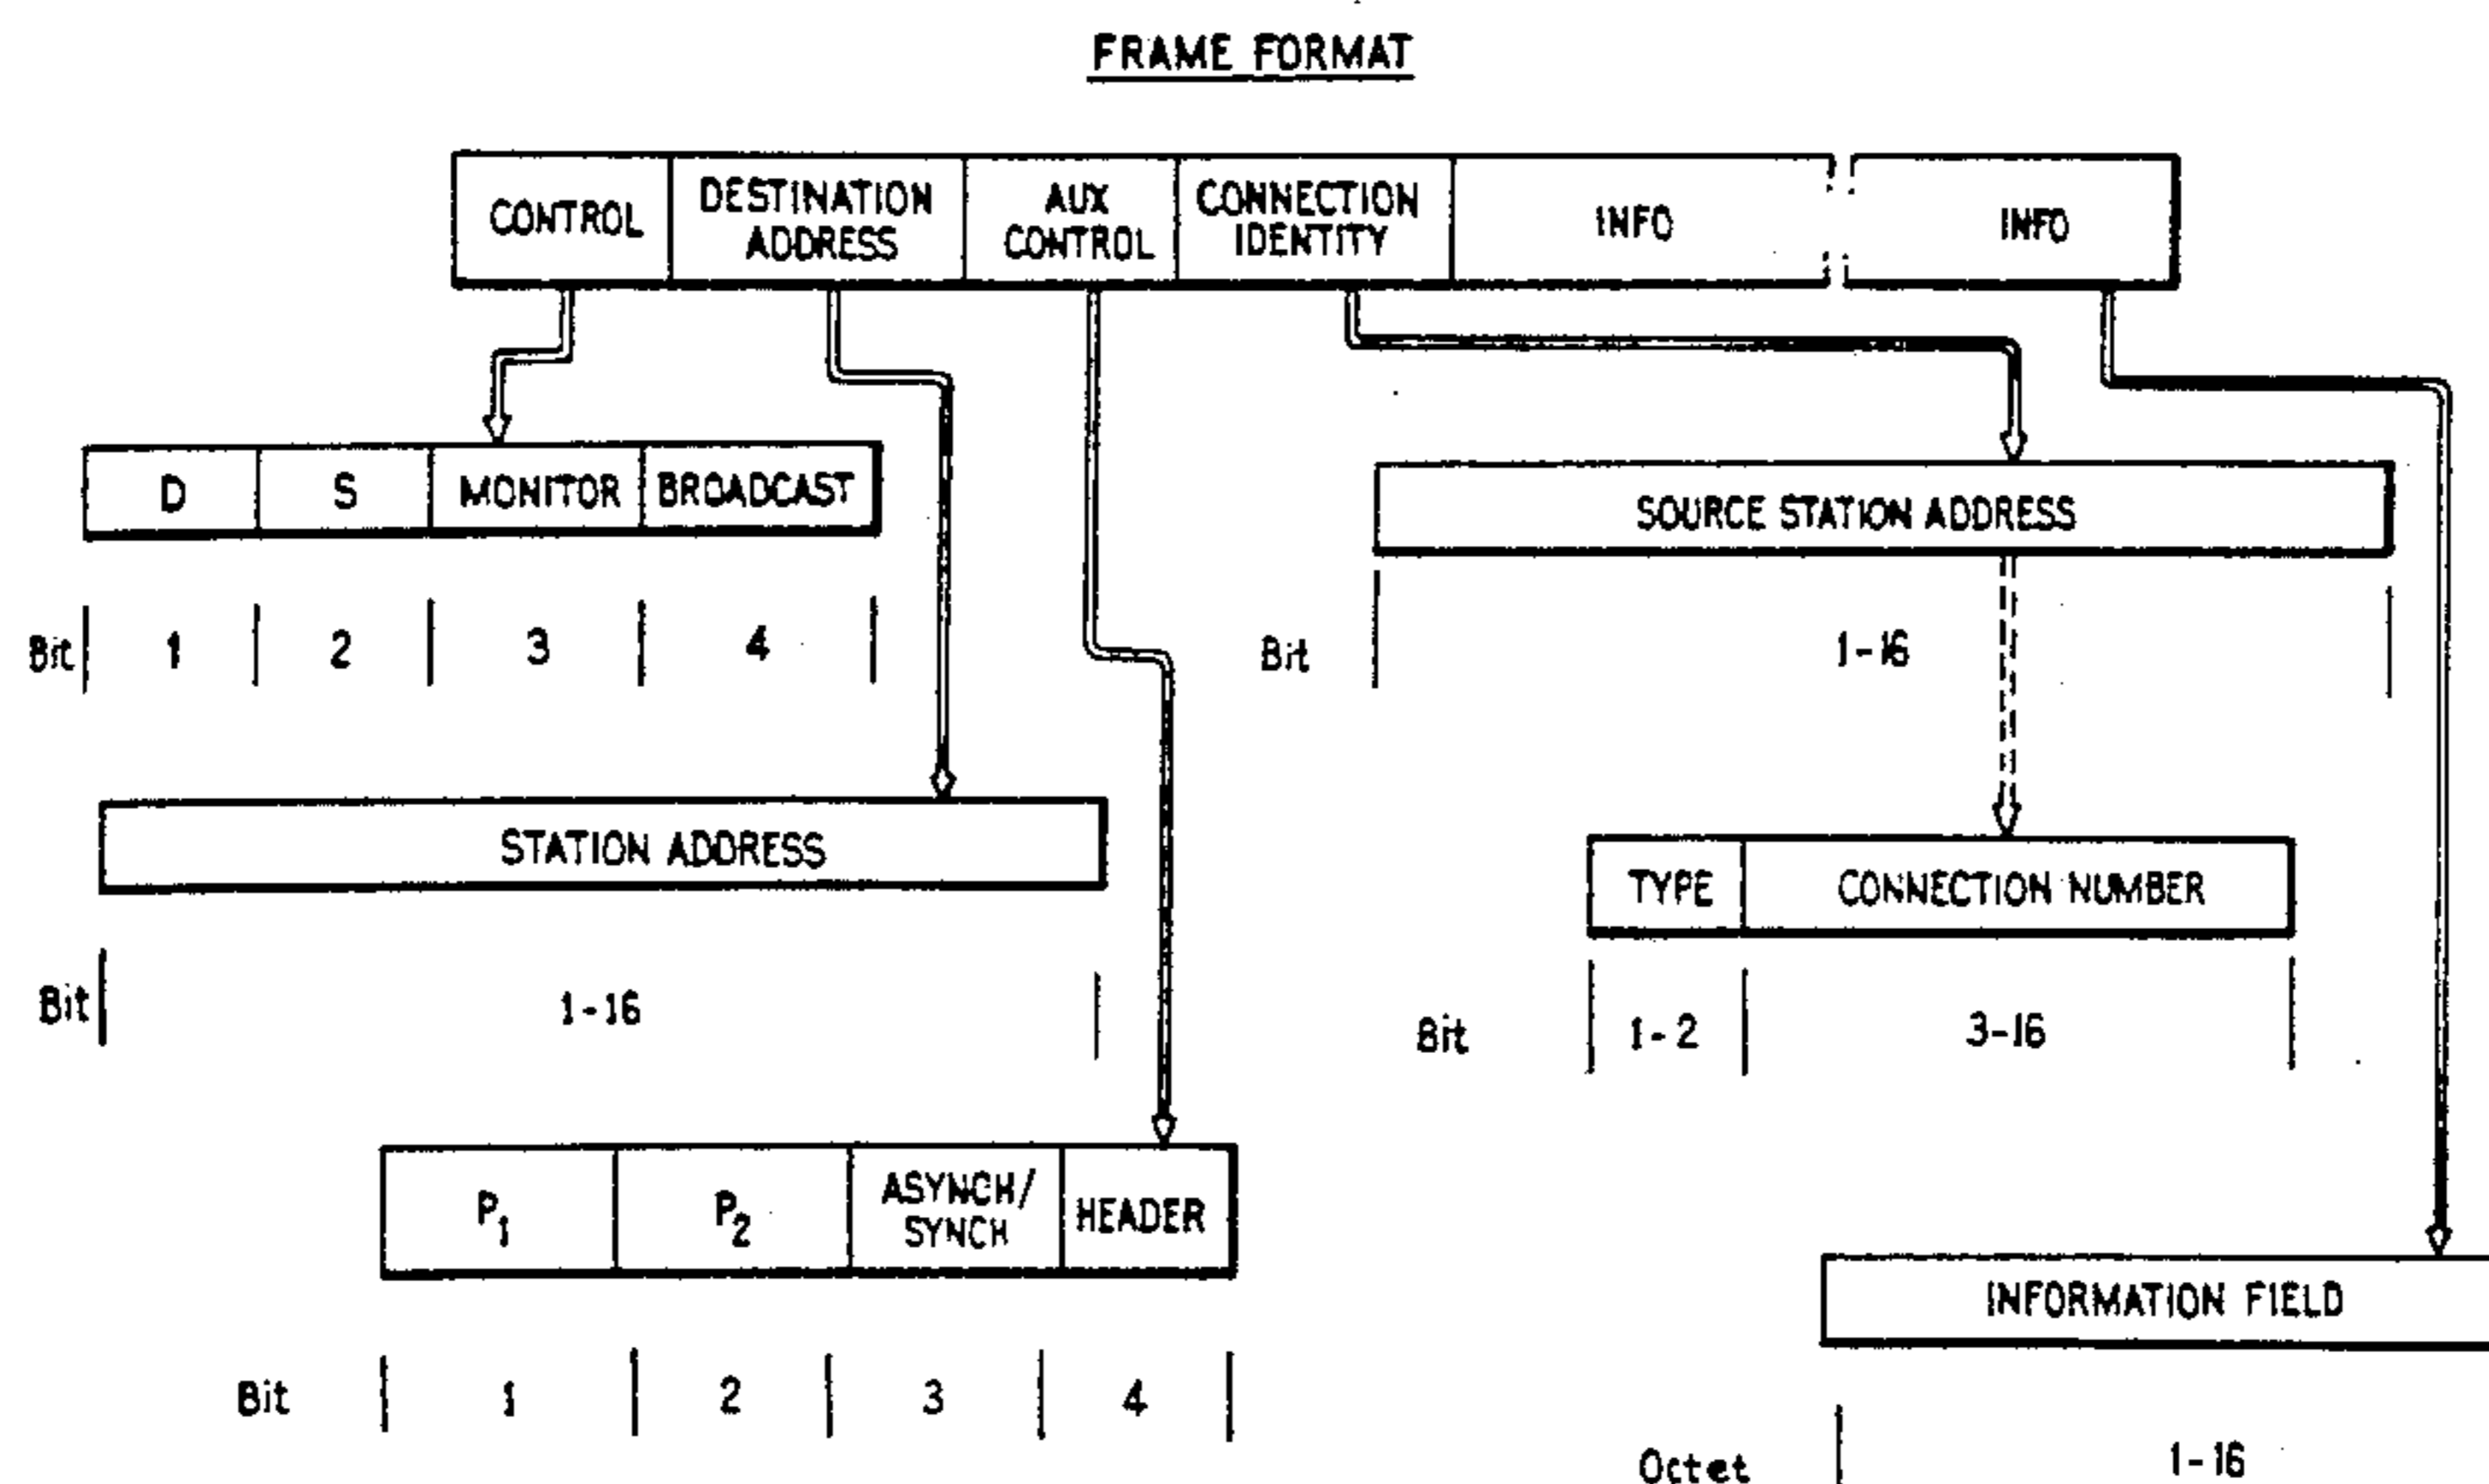 FRAME FORMAT
CONTROL
DESTINATION
ADDRESS
AUX
CONTROL
CONNECTION
IDENTITY
INFO
INFO
D
S
MONITOR
BROADCAST
Bit 1 2 3 4
SOURCE STATION ADDRESS
Bit 1-16
STATION ADDRESS
Bit 1-16
TYPE
CONNECTION NUMBER
Bit 1-2 3-16
P1
P2
ASYNCH/
SYNCH
HEADER
Bit 1 2 3 4
INFORMATION FIELD
Octet 1-16